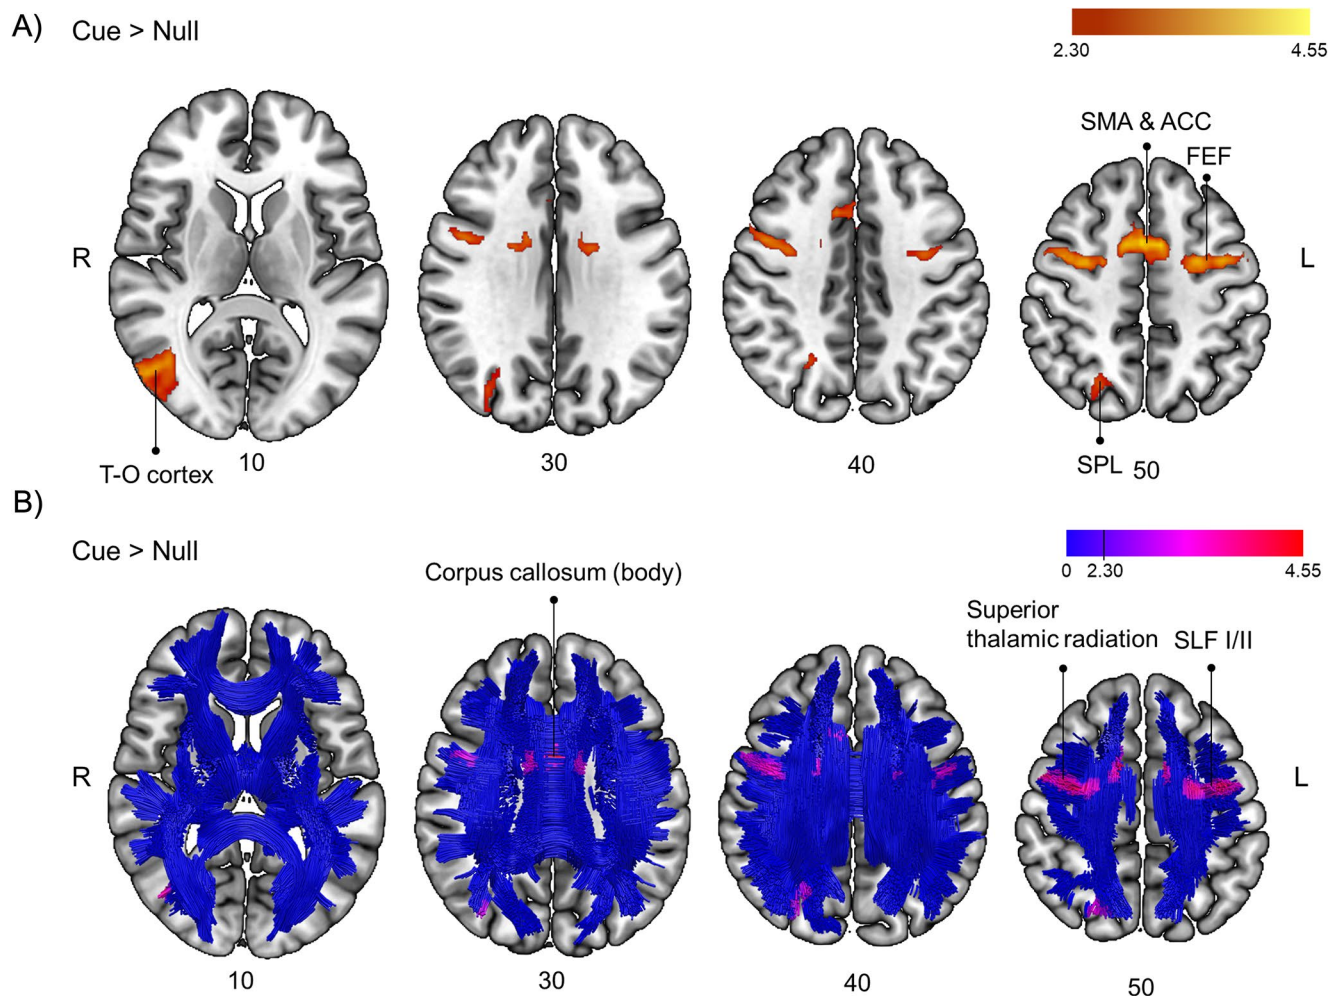 A)
Cue > Null
2.30 4.55
SMA & ACC
FEF
R
L
T-O cortex
10
30
40
SPL
50
B)
Cue > Null
0 2.30 4.55
Corpus callosum (body)
Superior
thalamic radiation
SLF I/II
R
L
10
30
40
50